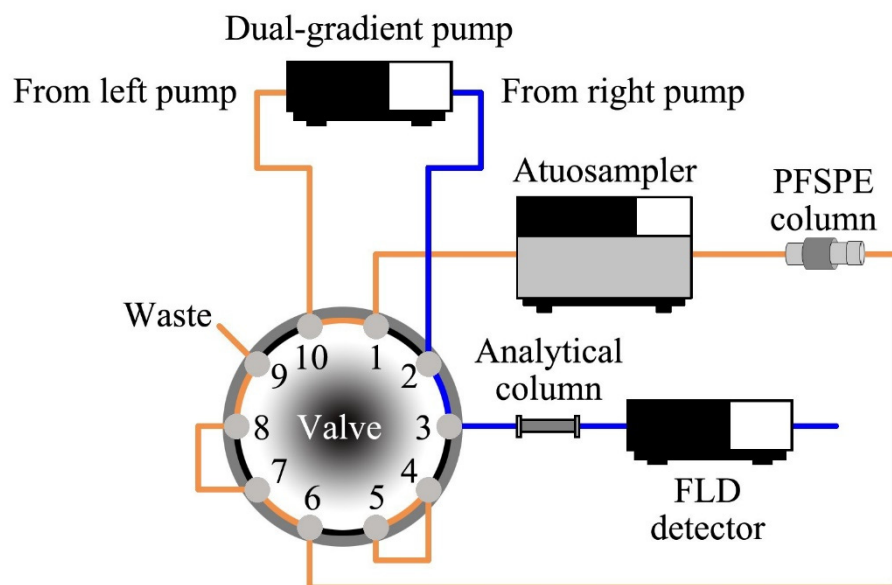 Dual-gradient pump
From left pump
From right pump
Atuosampler
PFSPE
column
Waste
10
1
9
2
Analytical
column
8
Valve
3
7
4
6
5
FLD
detector